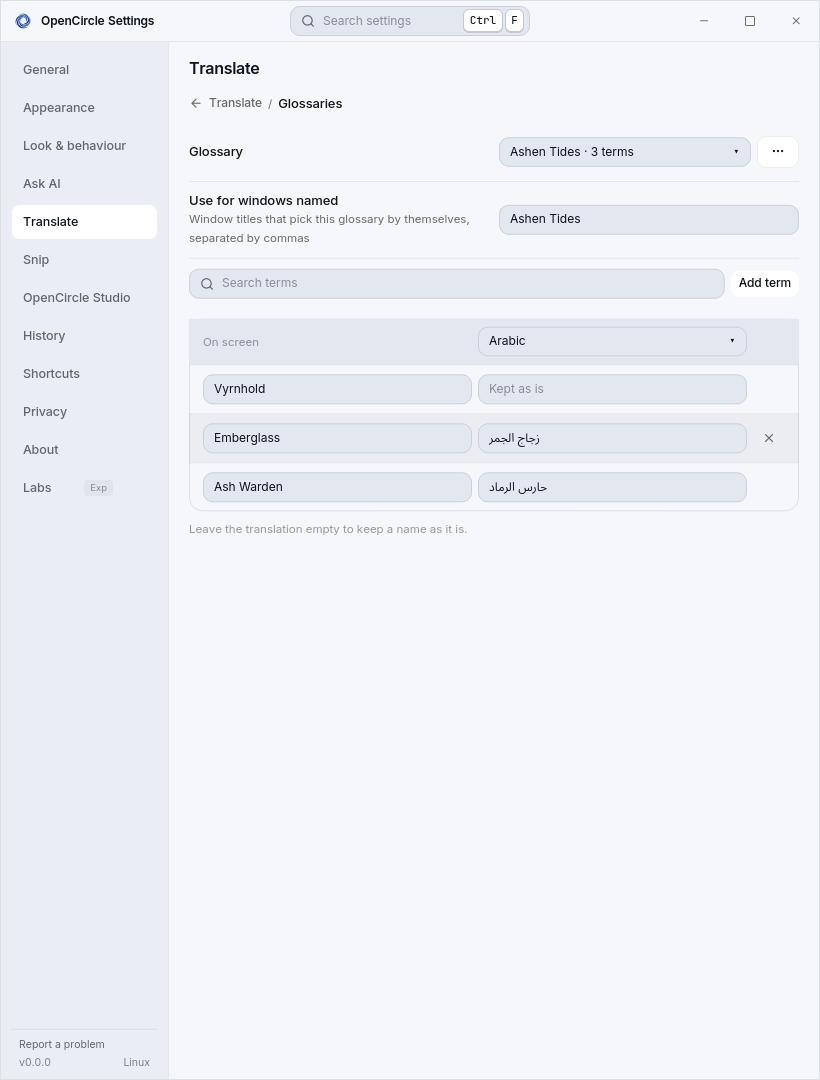 OpenCircle Settings
Search settings
Ctrl F
General
Appearance
Look & behaviour
Ask AI
Translate
Snip
OpenCircle Studio
History
Shortcuts
Privacy
About
Labs Exp
Report a problem
v0.0.0 Linux
Translate
Translate / Glossaries
Glossary
Ashen Tides · 3 terms
Use for windows named
Window titles that pick this glossary by themselves,
separated by commas
Ashen Tides
Search terms
Add term
On screen
Arabic
Vyrnhold
Kept as is
Emberglass
زجاج الجمر
Ash Warden
حارس الرماد
Leave the translation empty to keep a name as it is.